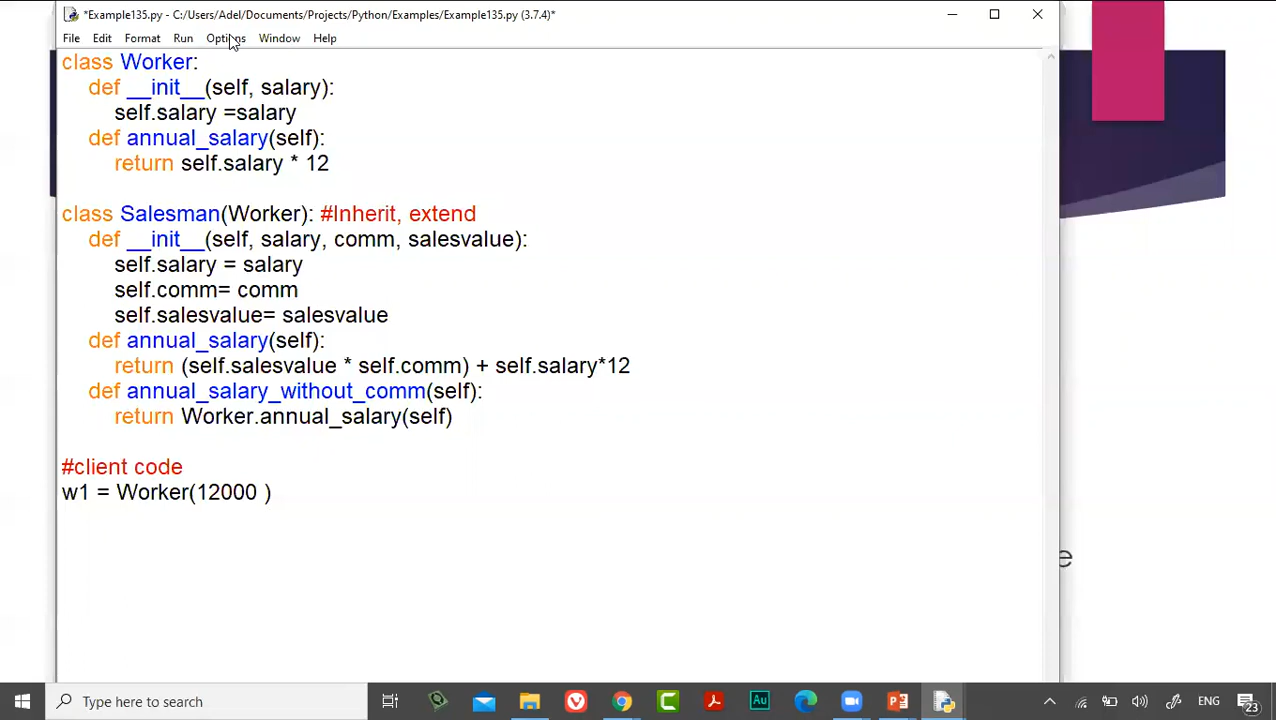 *Example135.py - C:/Users/Adel/Documents/Projects/Python/Examples/Example135.py (3.7.4)*
File Edit Format Run Options Window Help
class Worker:
def __init__(self, salary):
self.salary =salary
def annual_salary(self):
return self.salary * 12
class Salesman(Worker): #Inherit, extend
def __init__(self, salary, comm, salesvalue):
self.salary = salary
self.comm= comm
self.salesvalue= salesvalue
def annual_salary(self):
return (self.salesvalue * self.comm) + self.salary*12
def annual_salary_without_comm(self):
return Worker.annual_salary(self)
#client code
w1 = Worker(12000 )
e
Type here to search
Au
ENG
23